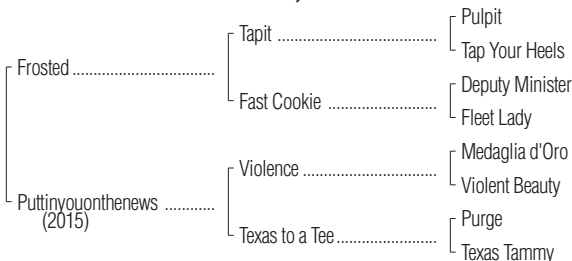 Pulpit
Tapit ........................................
Tap Your Heels
Frosted ....................................
Deputy Minister
Fast Cookie ...........................
Fleet Lady
Medaglia d'Oro
Violence ..................................
Violent Beauty
Puttinyouonthenews ............
(2015)
Purge
Texas to a Tee.........................
Texas Tammy